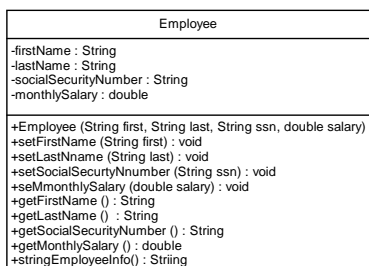 Employee
-firstName : String
-lastName : String
-socialSecurityNumber : String
-monthlySalary : double
+Employee (String first, String last, String ssn, double salary)
+setFirstName (String first) : void
+setLastNname (String last) : void
+setSocialSecurtyNnumber (String ssn) : void
+seMmonthlySalary (double salary) : void
+getFirstName () : String
+getLastName () : String
+getSocialSecurityNumber () : String
+getMonthlySalary () : double
+stringEmployeeInfo() : Striing